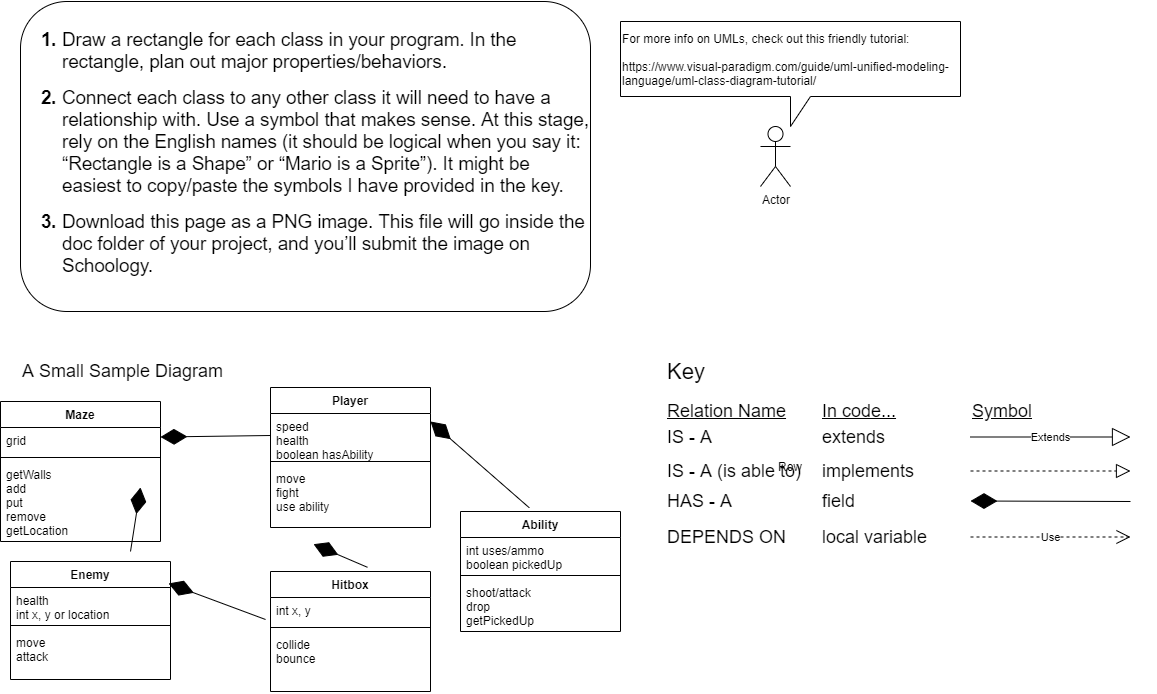 1. Draw a rectangle for each class in your program. In the
rectangle, plan out major properties/behaviors.
2. Connect each class to any other class it will need to have a
relationship with. Use a symbol that makes sense. At this stage,
rely on the English names (it should be logical when you say it:
“Rectangle is a Shape” or “Mario is a Sprite”). It might be
easiest to copy/paste the symbols I have provided in the key.
3. Download this page as a PNG image. This file will go inside the
doc folder of your project, and you’ll submit the image on
Schoology.
For more info on UMLs, check out this friendly tutorial:
https://www.visual-paradigm.com/guide/uml-unified-modeling-
language/uml-class-diagram-tutorial/
Actor
A Small Sample Diagram
Maze
grid
getWalls
add
put
remove
getLocation
Player
speed
health
boolean hasAbility
move
fight
use ability
Ability
int uses/ammo
boolean pickedUp
shoot/attack
drop
getPickedUp
Enemy
health
int x, y or location
move
attack
Hitbox
int x, y
collide
bounce
Key
Relation Name In code... Symbol
IS - A extends Extends
IS - A (is able to) implements
Row
HAS - A field
DEPENDS ON local variable Use